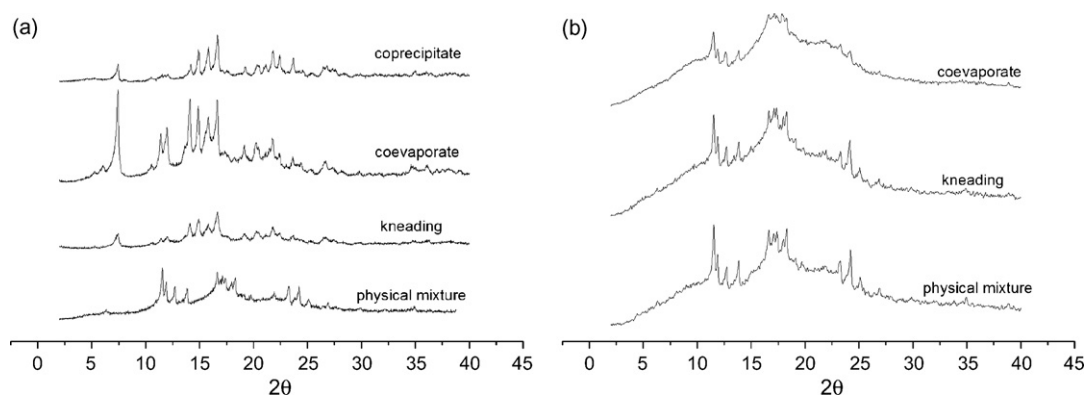 (a)
coprecipitate
coevaporate
kneading
physical mixture
0 5 10 15 20 25 30 35 40 45
2θ
(b)
coevaporate
kneading
physical mixture
0 5 10 15 20 25 30 35 40 45
2θ